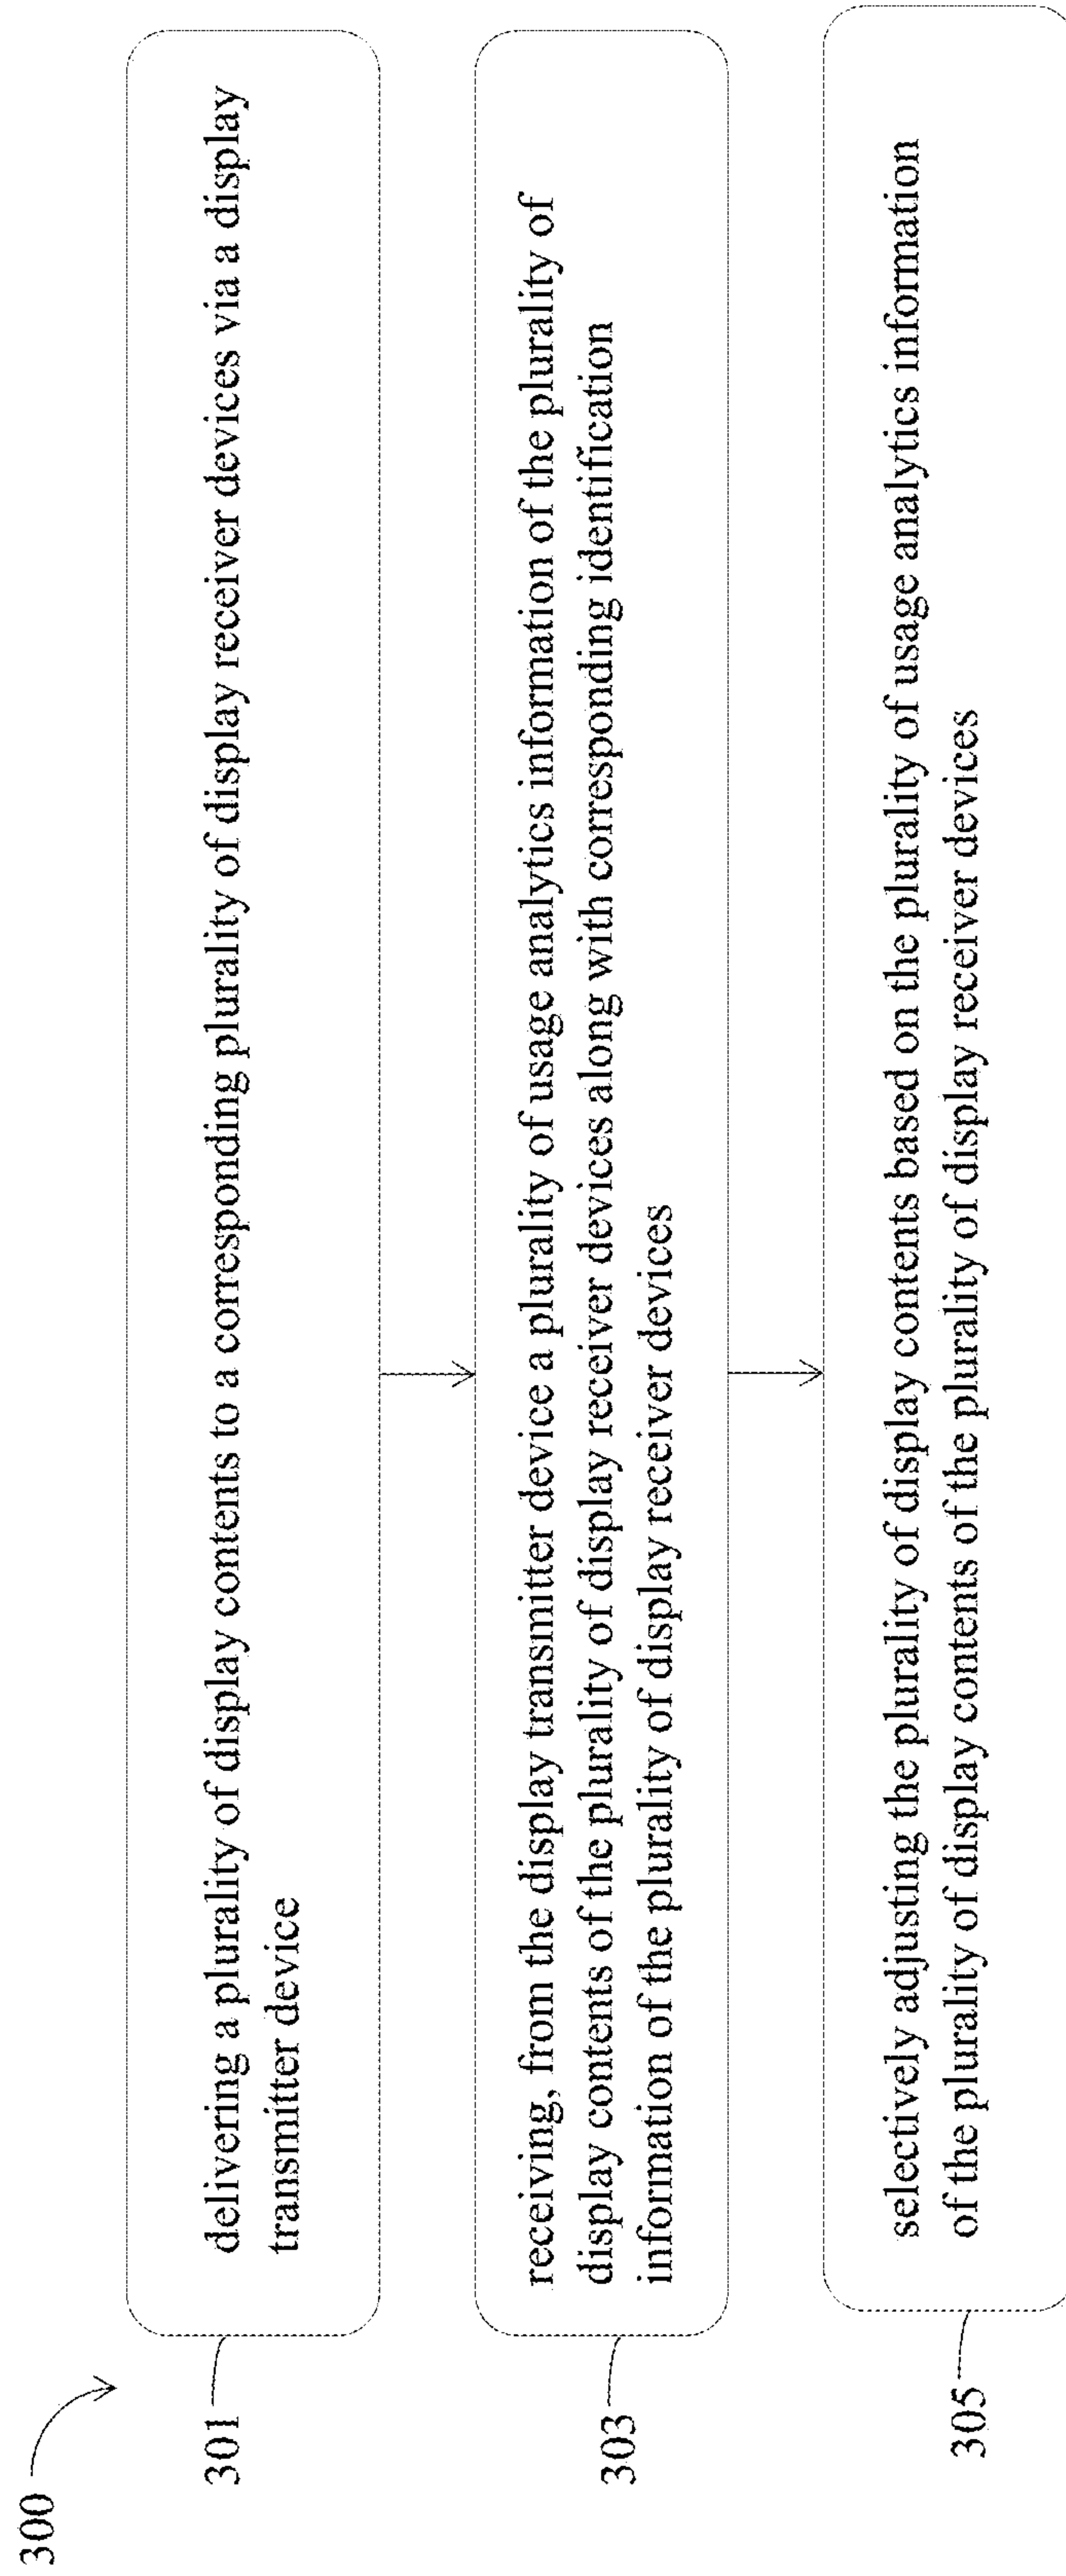 300
301
delivering a plurality of display contents to a corresponding plurality of display receiver devices via a display
transmitter device
303
receiving, from the display transmitter device a plurality of usage analytics information of the plurality of
display contents of the plurality of display receiver devices along with corresponding identification
information of the plurality of display receiver devices
305
selectively adjusting the plurality of display contents based on the plurality of usage analytics information
of the plurality of display contents of the plurality of display receiver devices